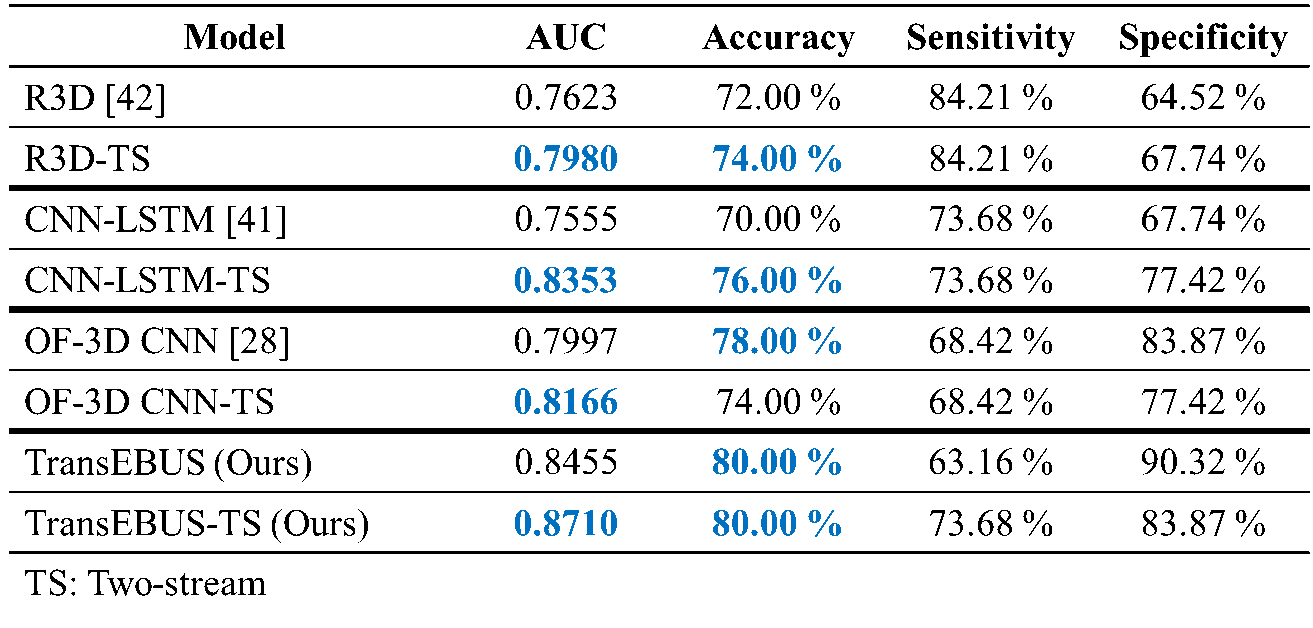 Model AUC Accuracy Sensitivity Specificity
R3D [42] 0.7623 72.00 % 84.21 % 64.52 %
R3D-TS 0.7980 74.00 % 84.21 % 67.74 %
CNN-LSTM [41] 0.7555 70.00 % 73.68 % 67.74 %
CNN-LSTM-TS 0.8353 76.00 % 73.68 % 77.42 %
OF-3D CNN [28] 0.7997 78.00 % 68.42 % 83.87 %
OF-3D CNN-TS 0.8166 74.00 % 68.42 % 77.42 %
TransEBUS (Ours) 0.8455 80.00 % 63.16 % 90.32 %
TransEBUS-TS (Ours) 0.8710 80.00 % 73.68 % 83.87 %
TS: Two-stream